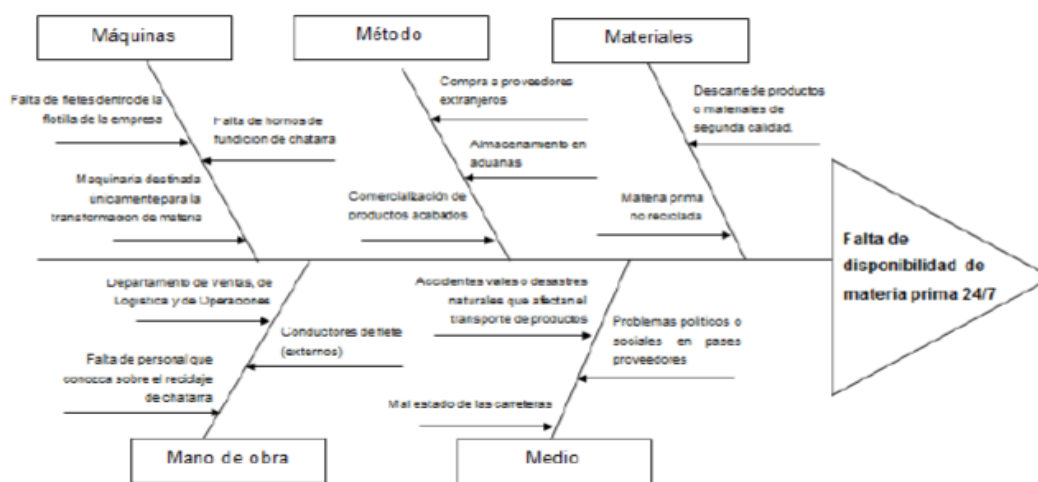 Máquinas
Método
Materiales
Falta de fletes dentro de la
flotilla de la empresa
Falta de hornos de
fundición de chatarra
Maquinaria destinada
unicamente para la
transformacion de materia
Compra a proveedores
extranjeros
Almacenamiento en
aduanas
Comercialización de
productos acabados
Descarte de productos
o materiales de
segunda calidad.
Materia prima
no reciclada
Falta de
disponibilidad de
materia prima 24/7
Departamento de Ventas, de
Logística y de Operaciones
Conductores de flete
(externos)
Falta de personal que
conozca sobre el reciclaje
de chatarra
Accidentes viales o desastres
naturales que afectan el
transporte de productos
Problemas políticos o
sociales en pases
proveedores
Mal estado de las carreteras
Mano de obra
Medio